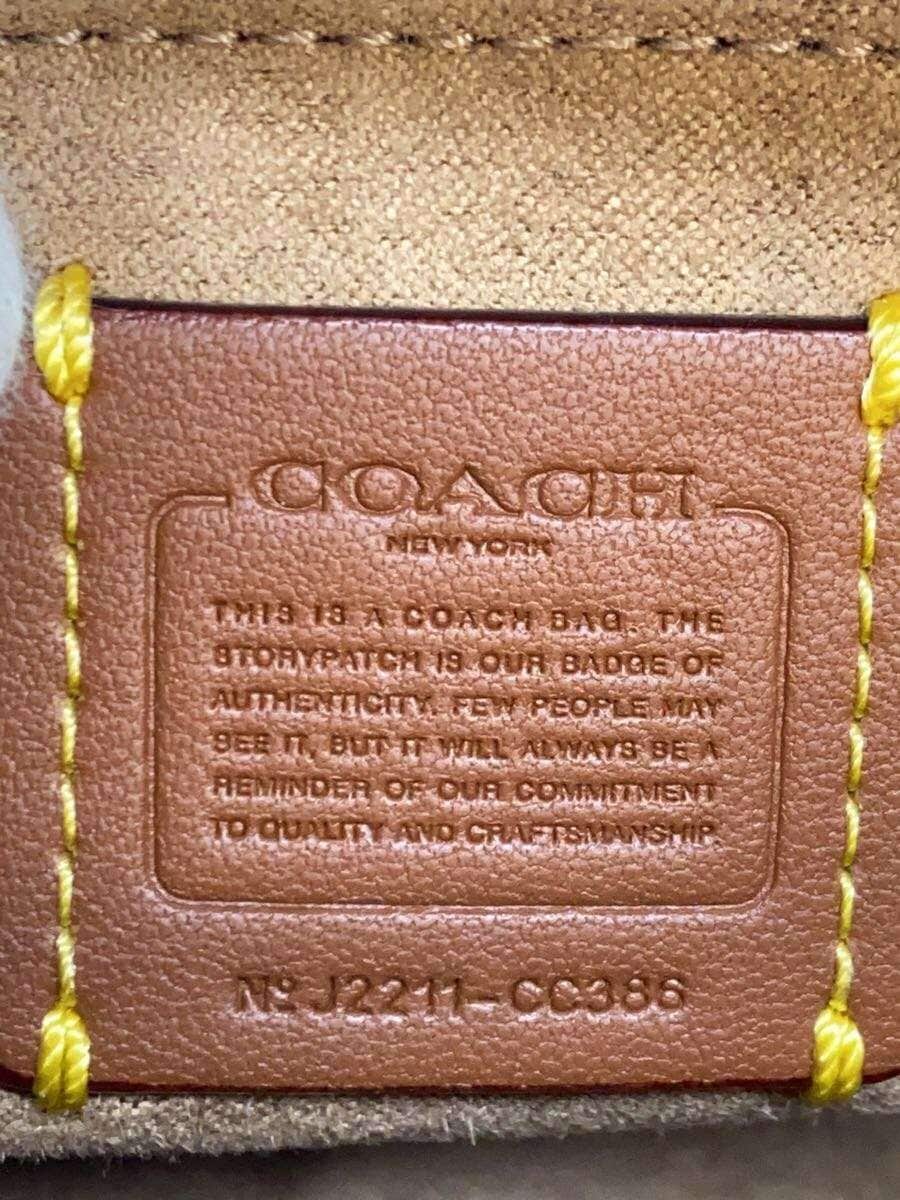 COACH
NEW YORK
THIS IS A COACH BAG. THE
STORYPATCH IS OUR BADGE OF
AUTHENTICITY. FEW PEOPLE MAY
SEE IT, BUT IT WILL ALWAYS BE A
REMINDER OF OUR COMMITMENT
TO QUALITY AND CRAFTSMANSHIP.
Nº J2211-CC386